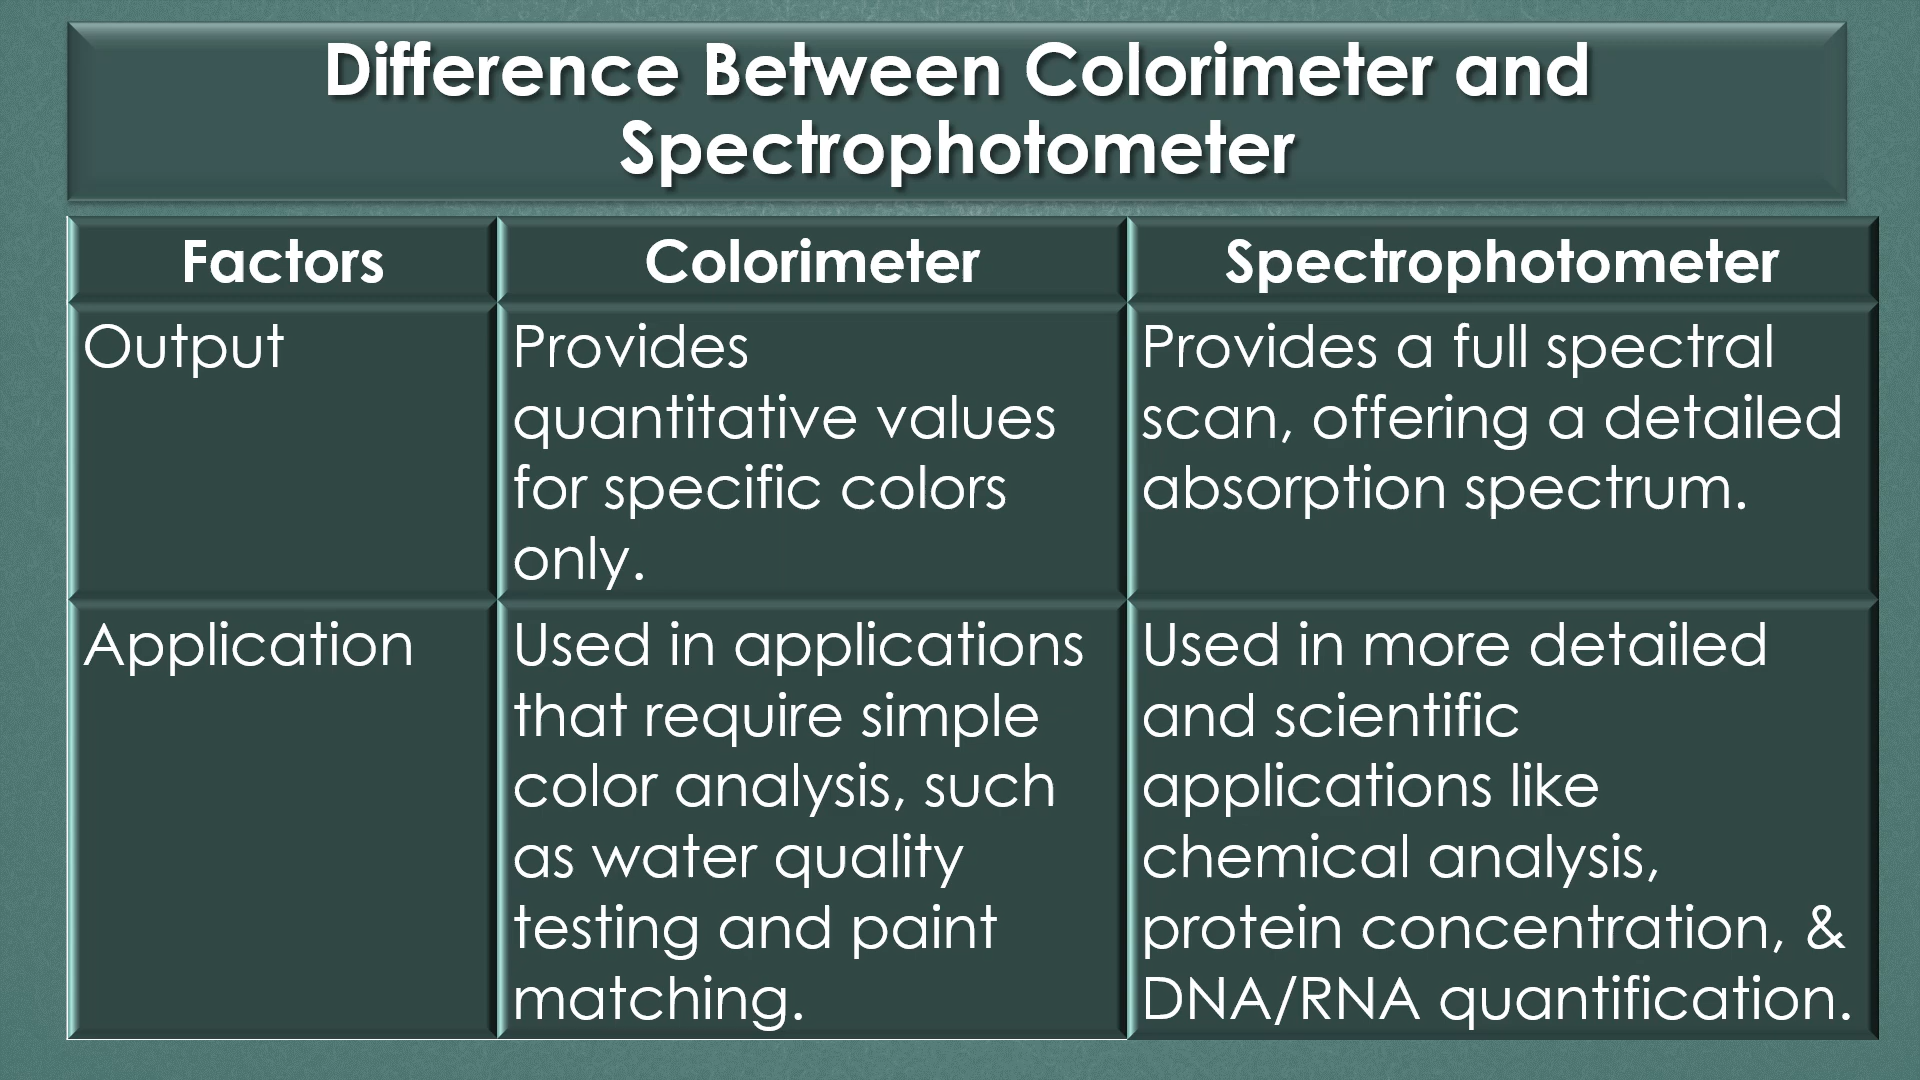 Difference Between Colorimeter and
Spectrophotometer
Factors
Colorimeter
Spectrophotometer
Output
Provides
quantitative values
for specific colors
only.
Provides a full spectral
scan, offering a detailed
absorption spectrum.
Application
Used in applications
that require simple
color analysis, such
as water quality
testing and paint
matching.
Used in more detailed
and scientific
applications like
chemical analysis,
protein concentration, &
DNA/RNA quantification.